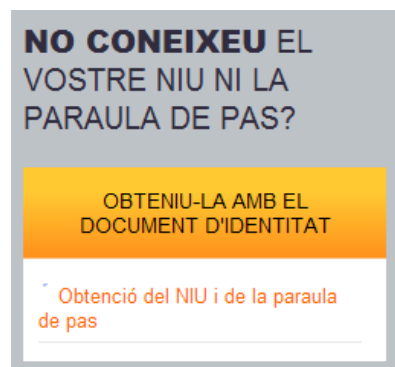 NO CONEIXEU EL
VOSTRE NIU NI LA
PARAULA DE PAS?
OBTENIU-LA AMB EL
DOCUMENT D'IDENTITAT
Obtenció del NIU i de la paraula
de pas